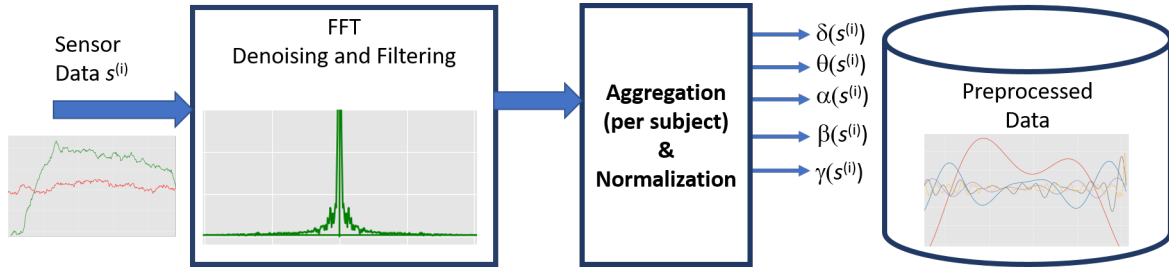 Sensor
Data s⁽ⁱ⁾
FFT
Denoising and Filtering
Aggregation
(per subject)
&
Normalization
δ(s⁽ⁱ⁾)
θ(s⁽ⁱ⁾)
α(s⁽ⁱ⁾)
β(s⁽ⁱ⁾)
γ(s⁽ⁱ⁾)
Preprocessed
Data